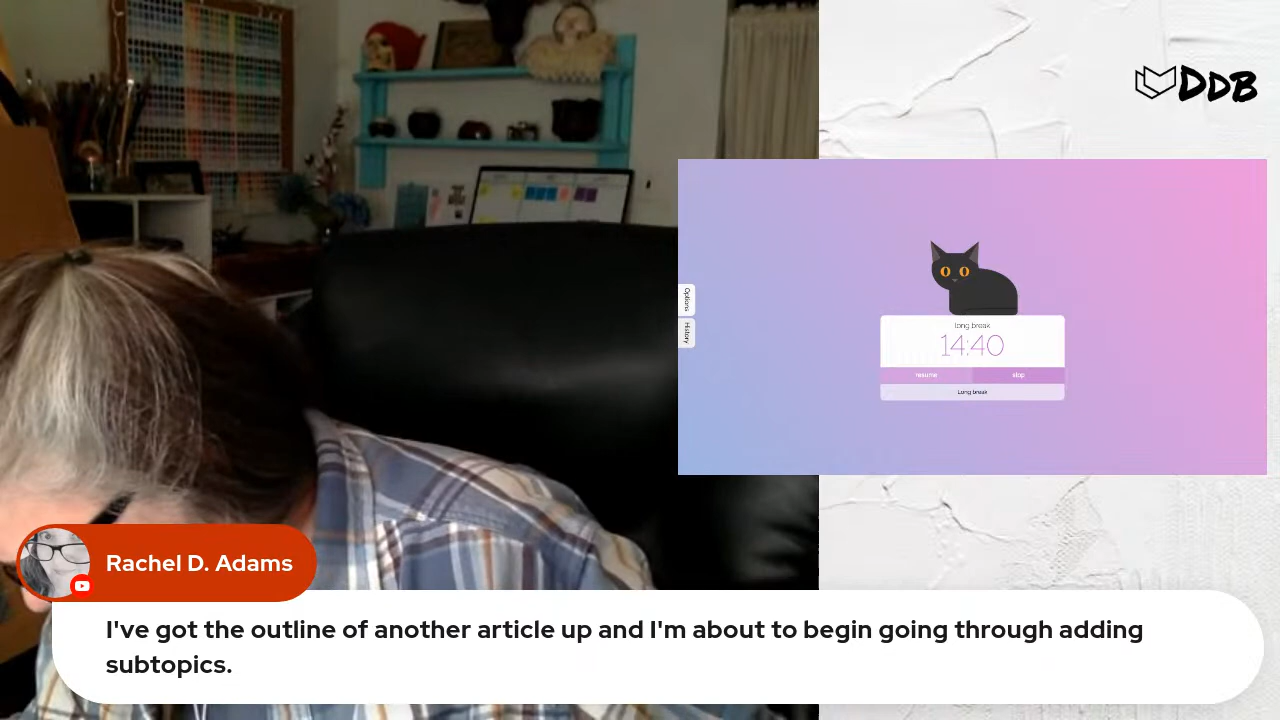 DDB
Options
History
long break
14:40
resume
stop
Long break
Rachel D. Adams
I've got the outline of another article up and I'm about to begin going through adding
subtopics.